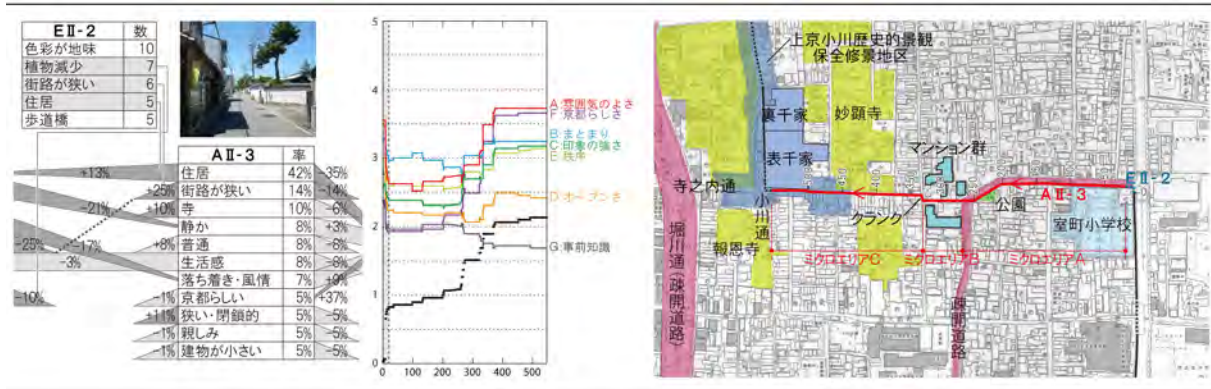 EⅡ-2 数
色彩が地味 10
植物減少 7
街路が狭い 6
住居 5
歩道橋 5
AⅡ-3 率
+13% 住居 42% -35%
+25% 街路が狭い 14% -14%
-21% +10% 寺 10% -6%
静か 8% +3%
-25% -17% +8% 普通 8% -8%
-3% 生活感 8% -6%
落ち着き・風情 7% +9%
-10% -1% 京都らしい 5% +37%
+11% 狭い・閉鎖的 5% -5%
-1% 親しみ 5% -5%
-1% 建物が小さい 5% -5%
5
4
3
2
1
0
0 100 200 300 400 500
A:雰囲気のよさ
F:京都らしさ
B:まとまり
C:印象の強さ
E:秩序
D:オープンさ
G:事前知識
上京小川歴史的景観
保全修景地区
裏千家
妙顕寺
表千家
マンション群
寺之内通
EⅡ-2
AⅡ-3
小川通
クランク
公園
室町小学校
堀川通(疎開道路)
報恩寺
ミクロエリアC ミクロエリアB ミクロエリアA
疎開道路